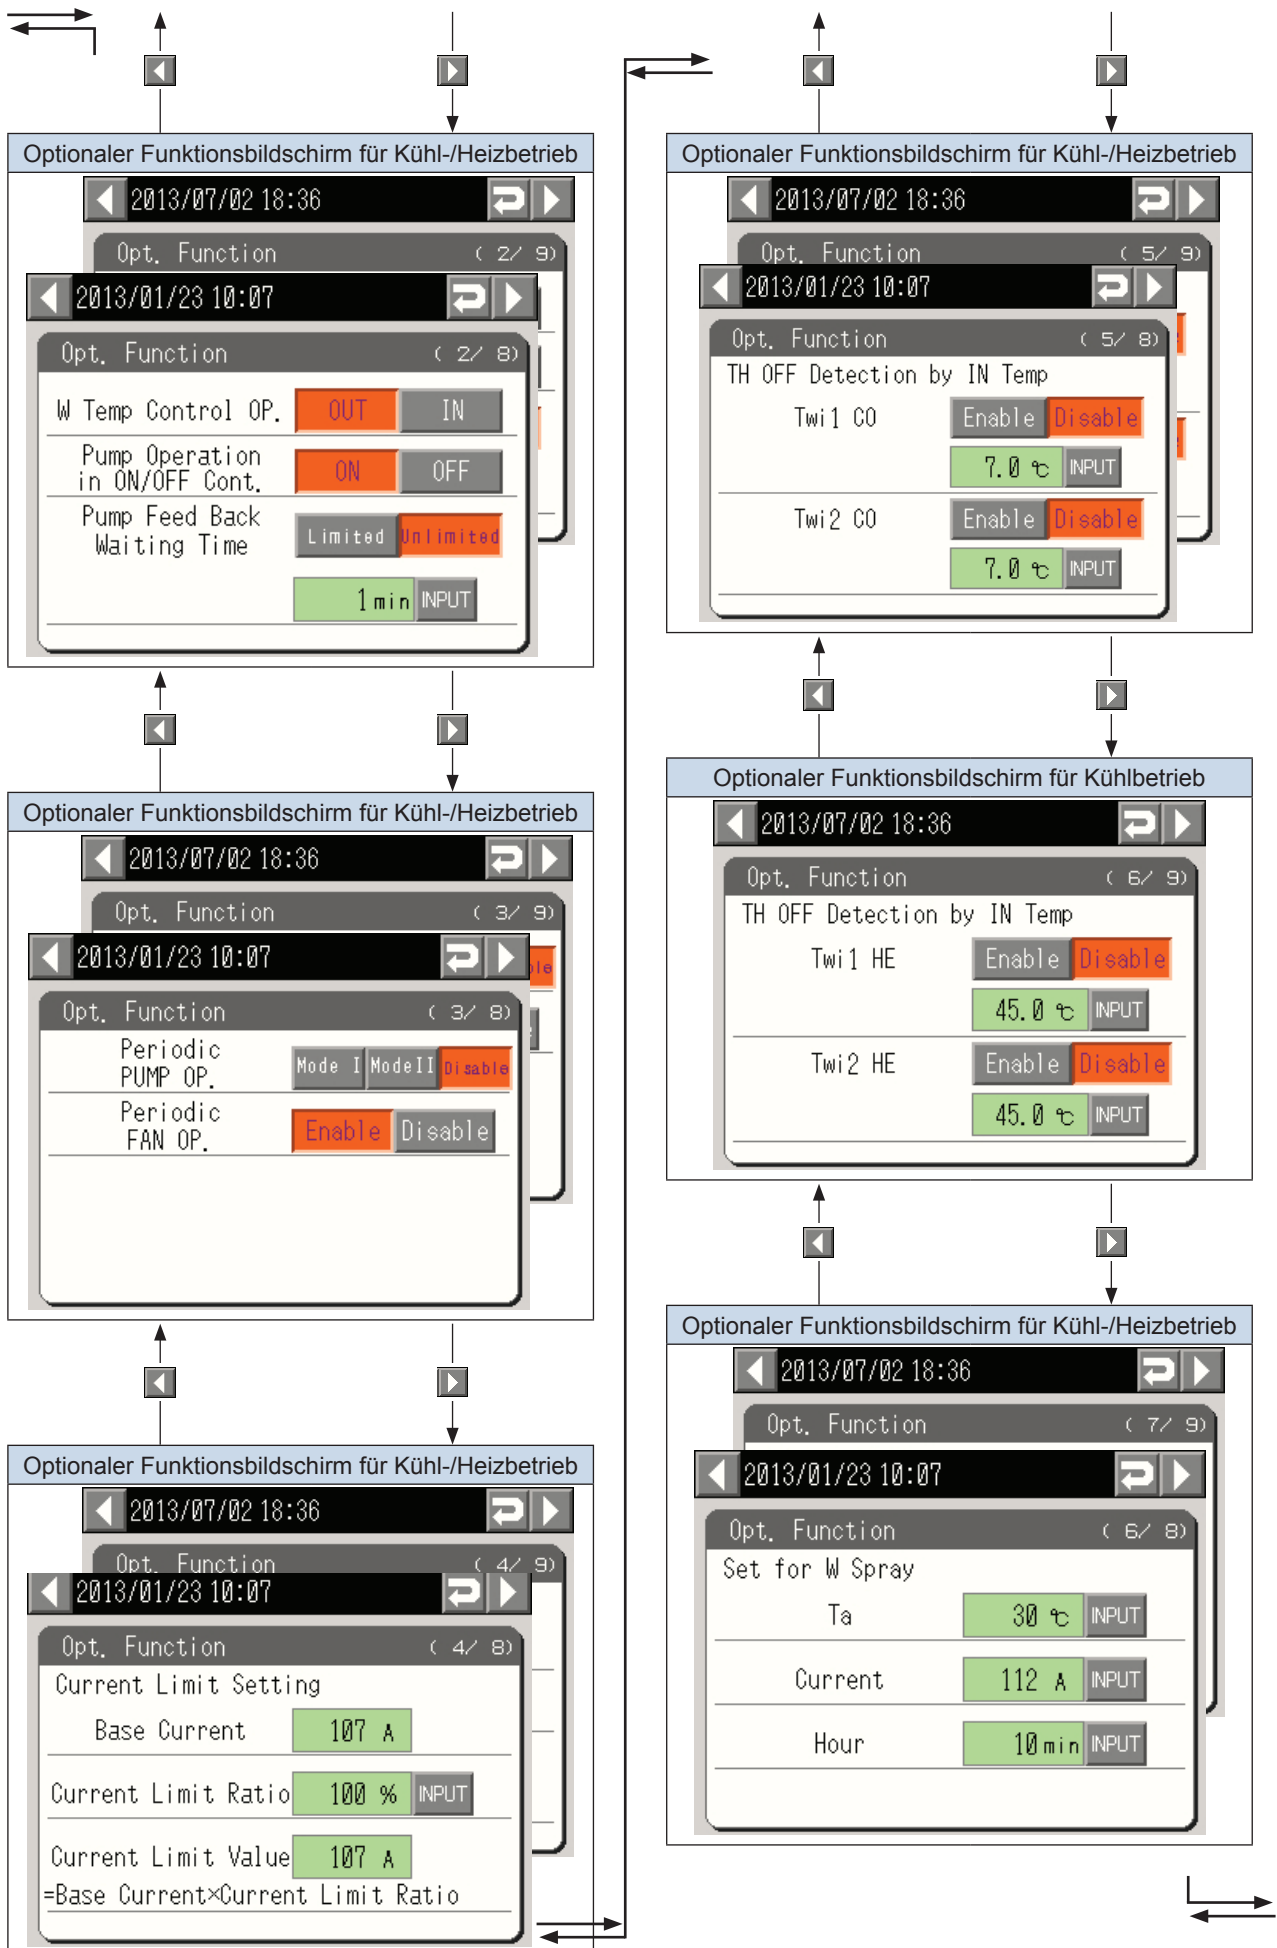 Optionaler Funktionsbildschirm für Kühl-/Heizbetrieb
2013/07/02 18:36
Opt. Function ( 2/ 9)
2013/01/23 10:07
Opt. Function ( 2/ 8)
W Temp Control OP. OUT IN
Pump Operation
in ON/OFF Cont. ON OFF
Pump Feed Back
Waiting Time Limited Unlimited
1 min INPUT
Optionaler Funktionsbildschirm für Kühl-/Heizbetrieb
2013/07/02 18:36
Opt. Function ( 3/ 9)
2013/01/23 10:07
Opt. Function ( 3/ 8)
Periodic
PUMP OP. Mode I Mode II Disable
Periodic
FAN OP. Enable Disable
Optionaler Funktionsbildschirm für Kühl-/Heizbetrieb
2013/07/02 18:36
Opt. Function ( 4/ 9)
2013/01/23 10:07
Opt. Function ( 4/ 8)
Current Limit Setting
Base Current 107 A
Current Limit Ratio 100 % INPUT
Current Limit Value 107 A
=Base Current×Current Limit Ratio
Optionaler Funktionsbildschirm für Kühl-/Heizbetrieb
2013/07/02 18:36
Opt. Function ( 5/ 9)
2013/01/23 10:07
Opt. Function ( 5/ 8)
TH OFF Detection by IN Temp
Twi1 CO Enable Disable
7.0 ℃ INPUT
Twi2 CO Enable Disable
7.0 ℃ INPUT
Optionaler Funktionsbildschirm für Kühlbetrieb
2013/07/02 18:36
Opt. Function ( 6/ 9)
TH OFF Detection by IN Temp
Twi1 HE Enable Disable
45.0 ℃ INPUT
Twi2 HE Enable Disable
45.0 ℃ INPUT
Optionaler Funktionsbildschirm für Kühl-/Heizbetrieb
2013/07/02 18:36
Opt. Function ( 7/ 9)
2013/01/23 10:07
Opt. Function ( 6/ 8)
Set for W Spray
Ta 30 ℃ INPUT
Current 112 A INPUT
Hour 10 min INPUT